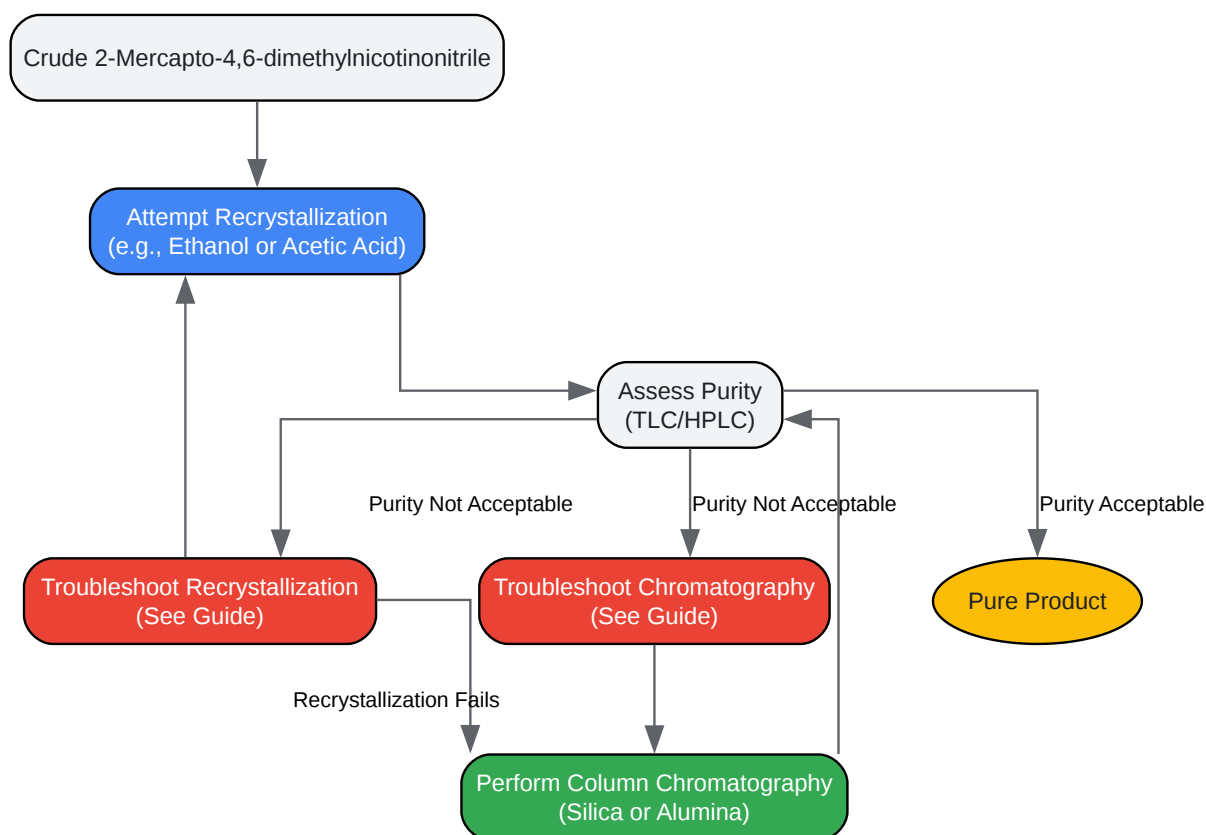 Crude 2-Mercapto-4,6-dimethylnicotinonitrile
Attempt Recrystallization
(e.g., Ethanol or Acetic Acid)
Assess Purity
(TLC/HPLC)
Purity Not Acceptable
Purity Not Acceptable
Purity Acceptable
Troubleshoot Recrystallization
(See Guide)
Troubleshoot Chromatography
(See Guide)
Pure Product
Recrystallization Fails
Perform Column Chromatography
(Silica or Alumina)